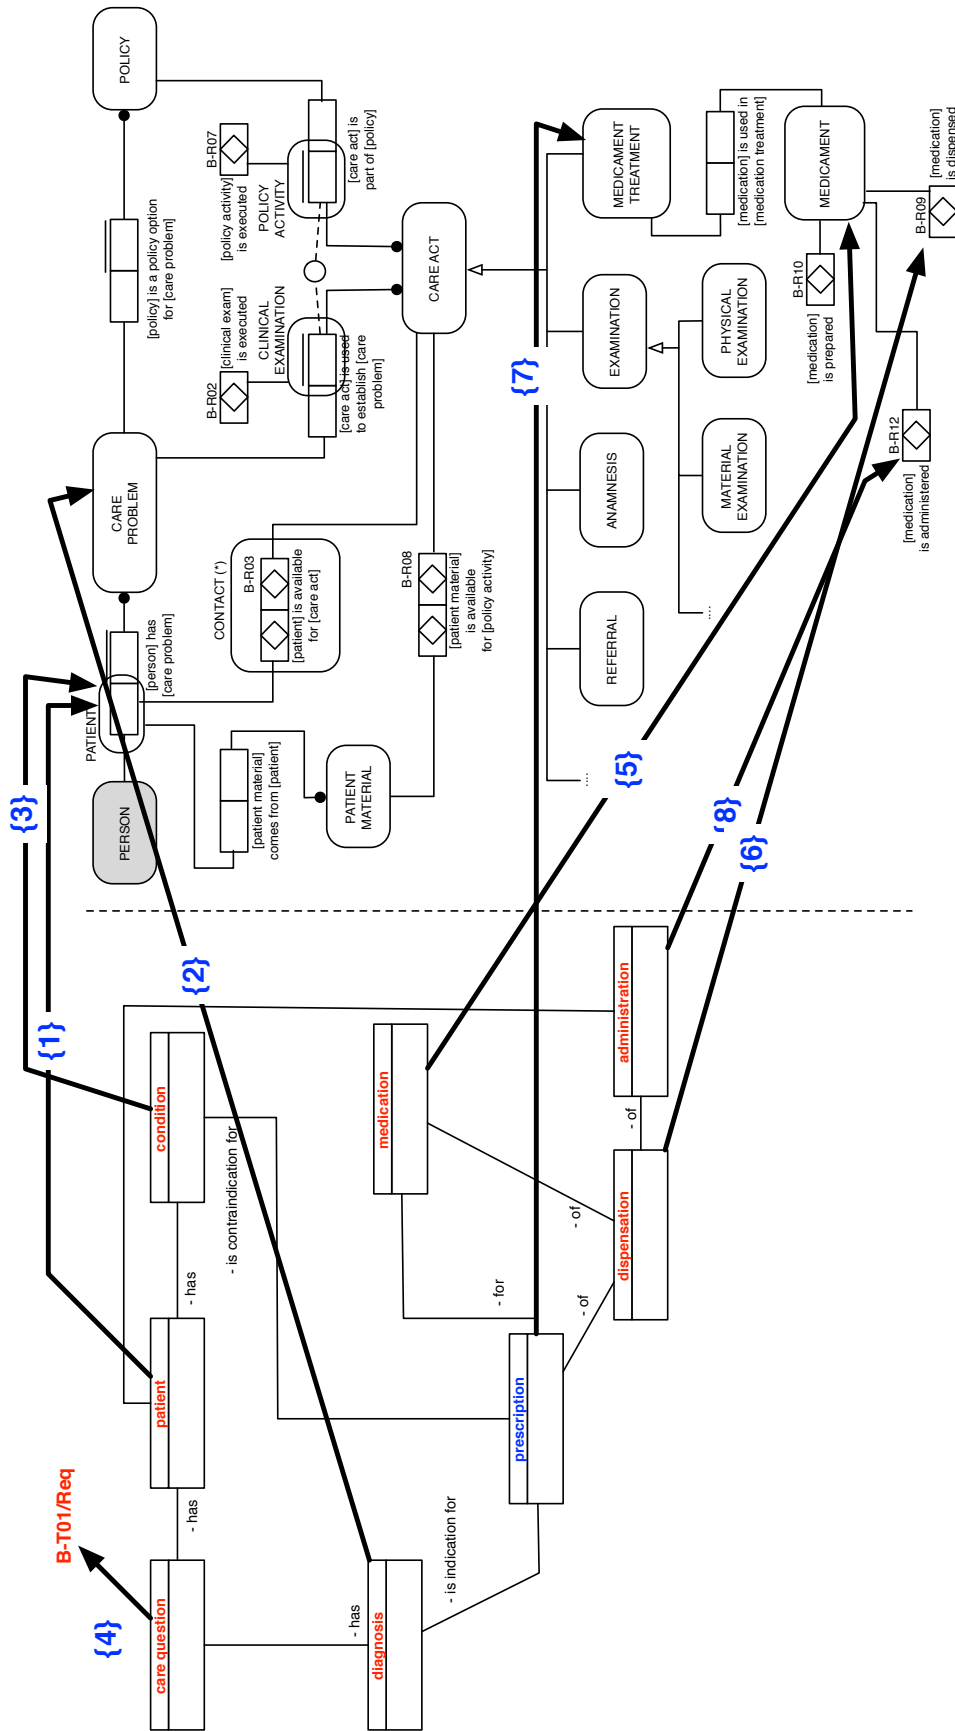 B-T01/Req
{4}
care question
- has
patient
- has
condition
- is contraindication for
- has
diagnosis
- is indication for
prescription
- for
medication
- of
- of
dispensation
- of
administration
{1}
{3}
{2}
{7}
{5}
{8}
{6}
PERSON
PATIENT
[person] has
[care problem]
CARE
PROBLEM
[policy] is a policy option
for [care problem]
POLICY
[patient material]
comes from [patient]
PATIENT
MATERIAL
CONTACT (*)
B-R03
[patient] is available
for [care act]
B-R08
[patient material]
is available
for [policy activity]
B-R02
[clinical exam]
is executed
CLINICAL
EXAMINATION
[care act] is used
to establish [care
problem]
B-R07
[policy activity]
is executed
POLICY
ACTIVITY
[care act] is
part of [policy]
CARE ACT
....
REFERRAL
ANAMNESIS
EXAMINATION
MEDICAMENT
TREATMENT
....
MATERIAL
EXAMINATION
PHYSICAL
EXAMINATION
[medication] is used in
[medication treatment]
MEDICAMENT
B-R10
[medication]
is prepared
B-R12
[medication]
is administered
B-R09
[medication]
is dispensed